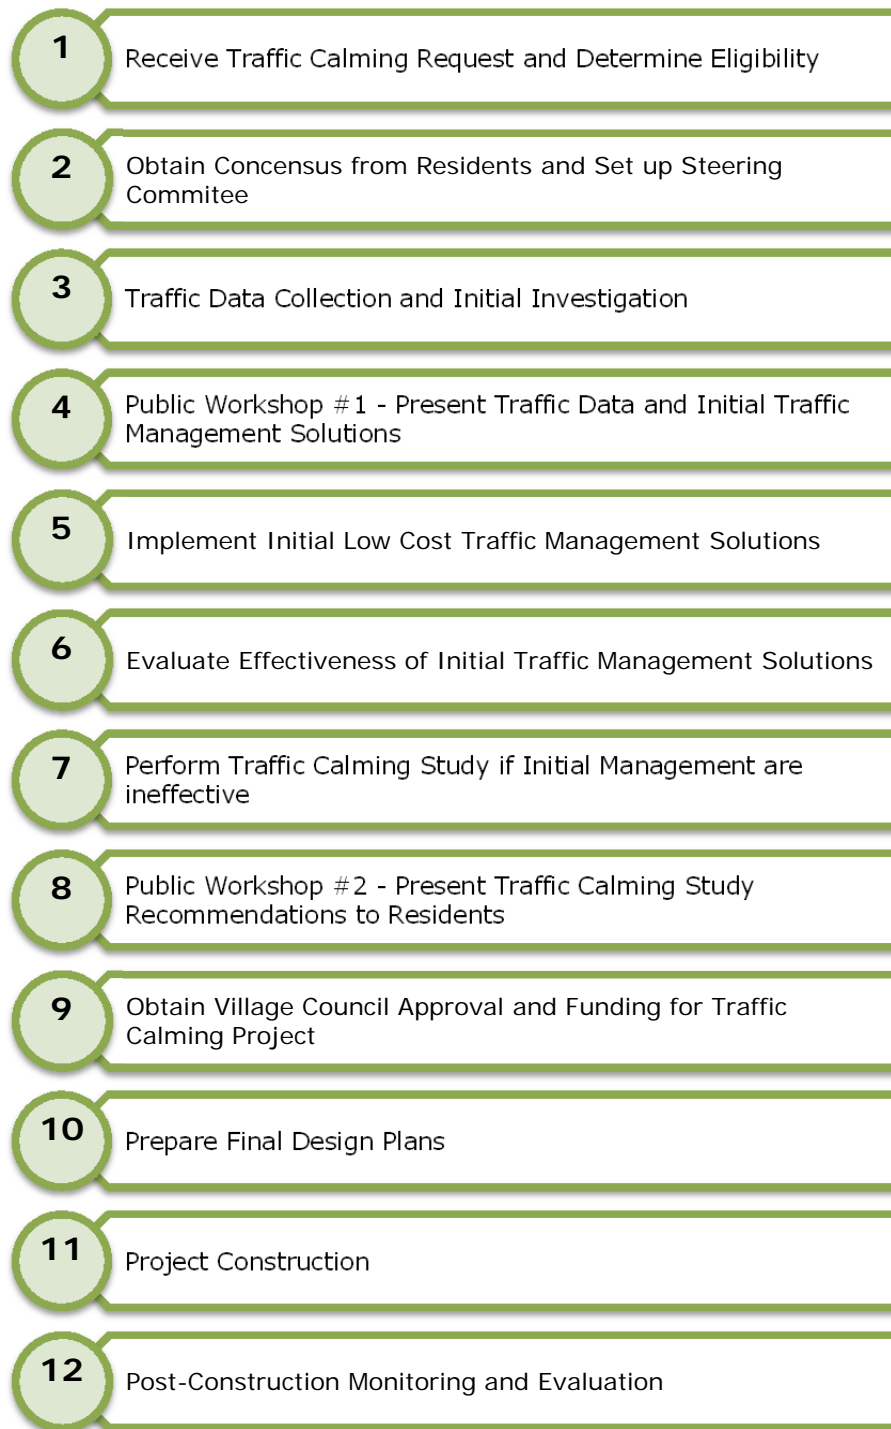 1
Receive Traffic Calming Request and Determine Eligibility
2
Obtain Concensus from Residents and Set up Steering
Commitee
3
Traffic Data Collection and Initial Investigation
4
Public Workshop #1 - Present Traffic Data and Initial Traffic
Management Solutions
5
Implement Initial Low Cost Traffic Management Solutions
6
Evaluate Effectiveness of Initial Traffic Management Solutions
7
Perform Traffic Calming Study if Initial Management are
ineffective
8
Public Workshop #2 - Present Traffic Calming Study
Recommendations to Residents
9
Obtain Village Council Approval and Funding for Traffic
Calming Project
10
Prepare Final Design Plans
11
Project Construction
12
Post-Construction Monitoring and Evaluation